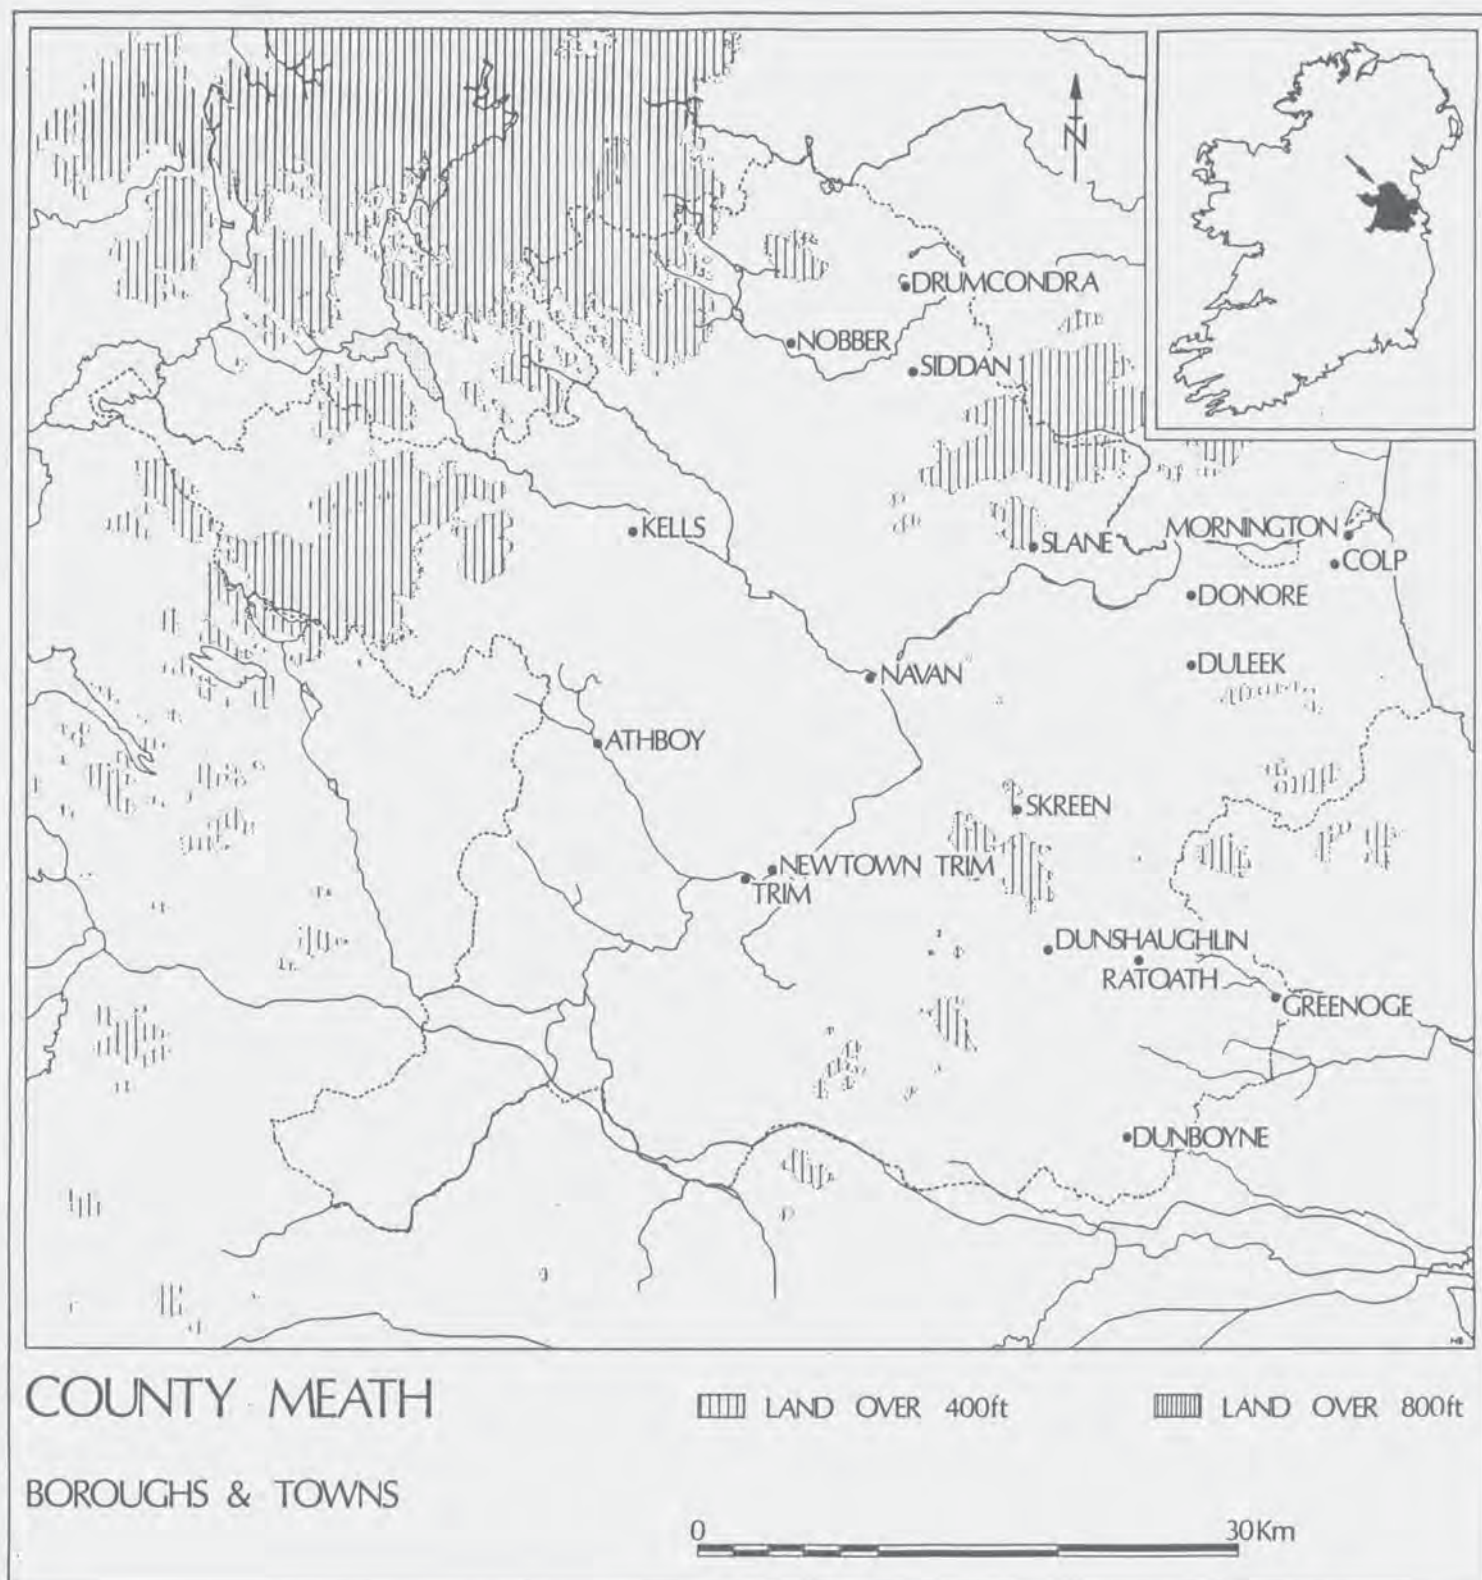 N
DRUMCONDRA
NOBBER
SIDDAN
KELLS
SLANE
MORNINGTON
COLP
DONORE
DULEEK
NAVAN
ATHBOY
SKREEN
NEWTOWN TRIM
TRIM
DUNSHAUGHLIN
RATOATH
GREENOGE
DUNBOYNE
COUNTY MEATH
LAND OVER 400ft
LAND OVER 800ft
BOROUGHS & TOWNS
0 30Km